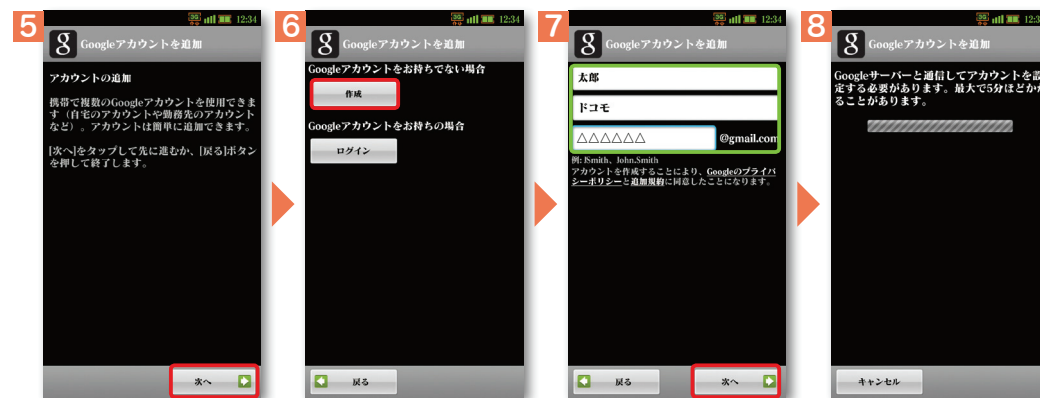 5
3G 12:34
g Googleアカウントを追加
アカウントの追加
携帯で複数のGoogleアカウントを使用できま
す（自宅のアカウントや勤務先のアカウント
など）。アカウントは簡単に追加できます。
[次へ]をタップして先に進むか、[戻る]ボタン
を押して終了します。
次へ
6
3G 12:34
g Googleアカウントを追加
Googleアカウントをお持ちでない場合
作成
Googleアカウントをお持ちの場合
ログイン
戻る
7
3G 12:34
g Googleアカウントを追加
太郎
ドコモ
△△△△△△ @gmail.com
例: JSmith、John.Smith
アカウントを作成することにより、Googleのプライバ
シーポリシーと追加規約に同意したことになります。
戻る 次へ
8
3G 12:3
g Googleアカウントを追加
Googleサーバーと通信してアカウントを設
定する必要があります。最大で5分ほどかか
ることがあります。
キャンセル